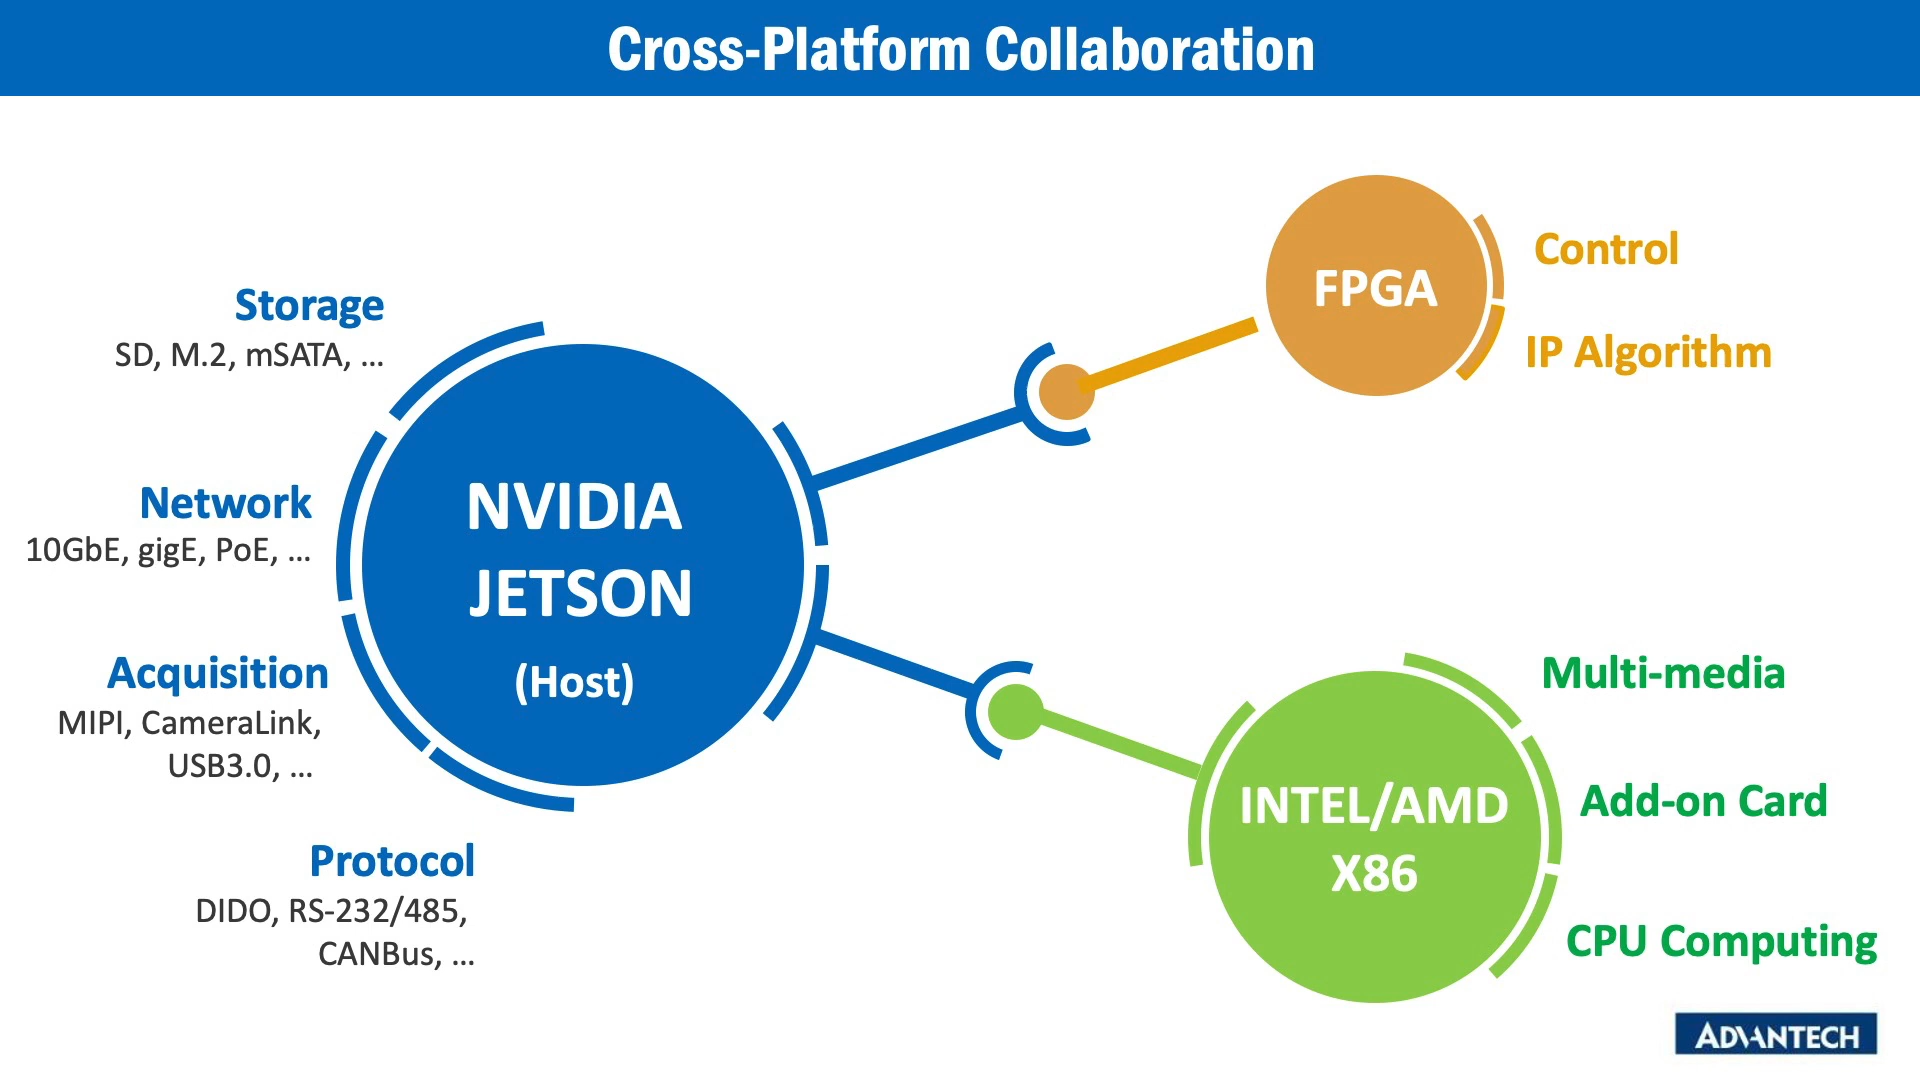 Cross-Platform Collaboration
Storage
SD, M.2, mSATA, ...
Network
10GbE, gigE, PoE, ...
Acquisition
MIPI, CameraLink,
USB3.0, ...
Protocol
DIDO, RS-232/485,
CANBus, ...
NVIDIA
JETSON
(Host)
FPGA
Control
IP Algorithm
INTEL/AMD
X86
Multi-media
Add-on Card
CPU Computing
ADVANTECH